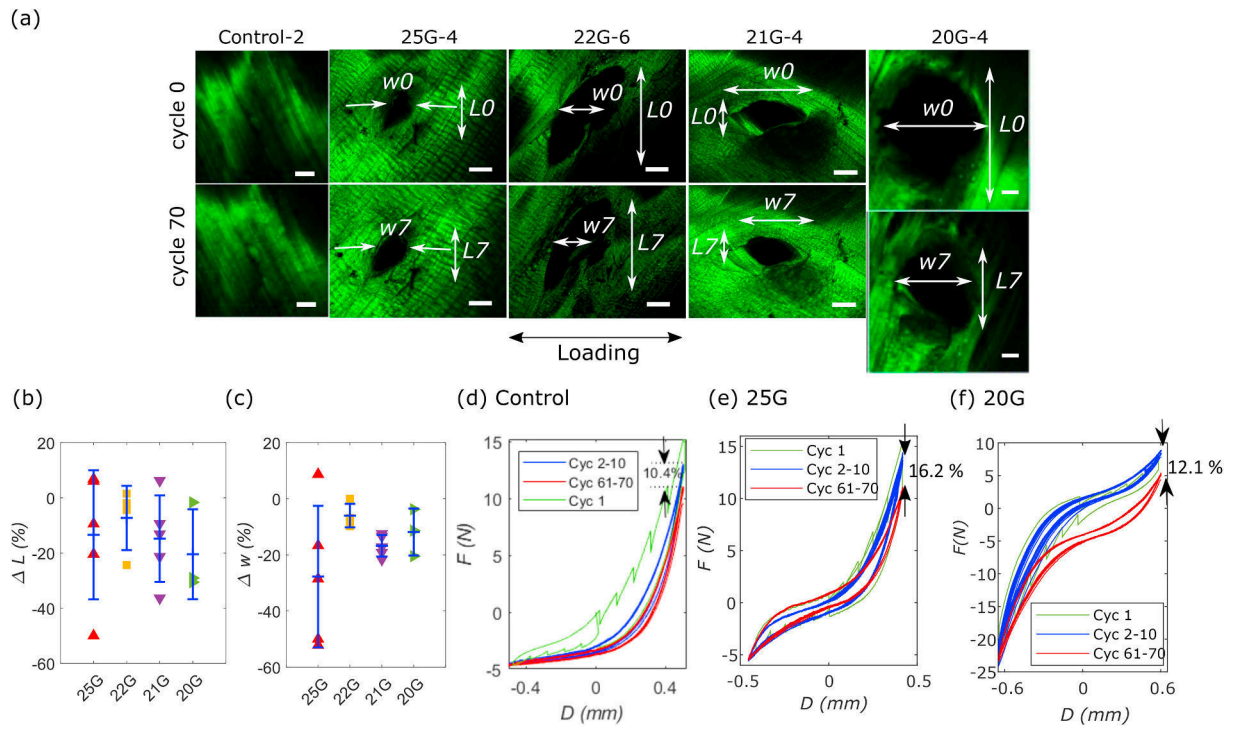 (a)
Control-2 25G-4 22G-6 21G-4 20G-4
cycle 0
w0 L0 w0 L0 w0 L0 w0 L0
cycle 70
w7 L7 w7 L7 w7 L7 w7 L7
Loading
(b) (c) (d) Control (e) 25G (f) 20G
Δ L (%)
20
0
-20
-40
-60
25G 22G 21G 20G
Δ w (%)
20
0
-20
-40
-60
25G 22G 21G 20G
F (N)
15
10
5
0
-5
Cyc 2-10
Cyc 61-70
Cyc 1
10.4%
-0.4 0 0.4
D (mm)
F (N)
15
10
5
0
-5
Cyc 1
Cyc 2-10
Cyc 61-70
16.2 %
-0.5 0 0.5
D (mm)
F(N)
10
5
0
-5
-10
-15
-20
-25
12.1 %
Cyc 1
Cyc 2-10
Cyc 61-70
-0.6 0 0.6
D (mm)